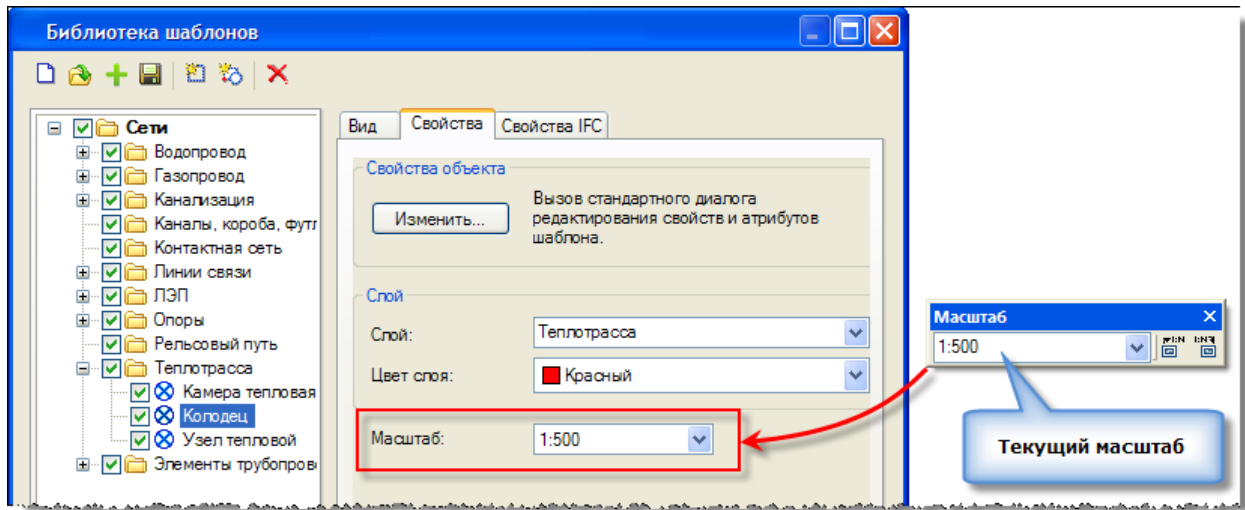 Библиотека шаблонов
Сети
Водопровод
Газопровод
Канализация
Каналы, короба, футл
Контактная сеть
Линии связи
ЛЭП
Опоры
Рельсовый путь
Теплотрасса
Камера тепловая
Колодец
Узел тепловой
Элементы трубопрово
Вид Свойства Свойства IFC
Свойства объекта
Изменить...
Вызов стандартного диалога
редактирования свойств и атрибутов
шаблона.
Слой
Слой: Теплотрасса
Цвет слоя: Красный
Масштаб: 1:500
Масштаб
1:500
Текущий масштаб